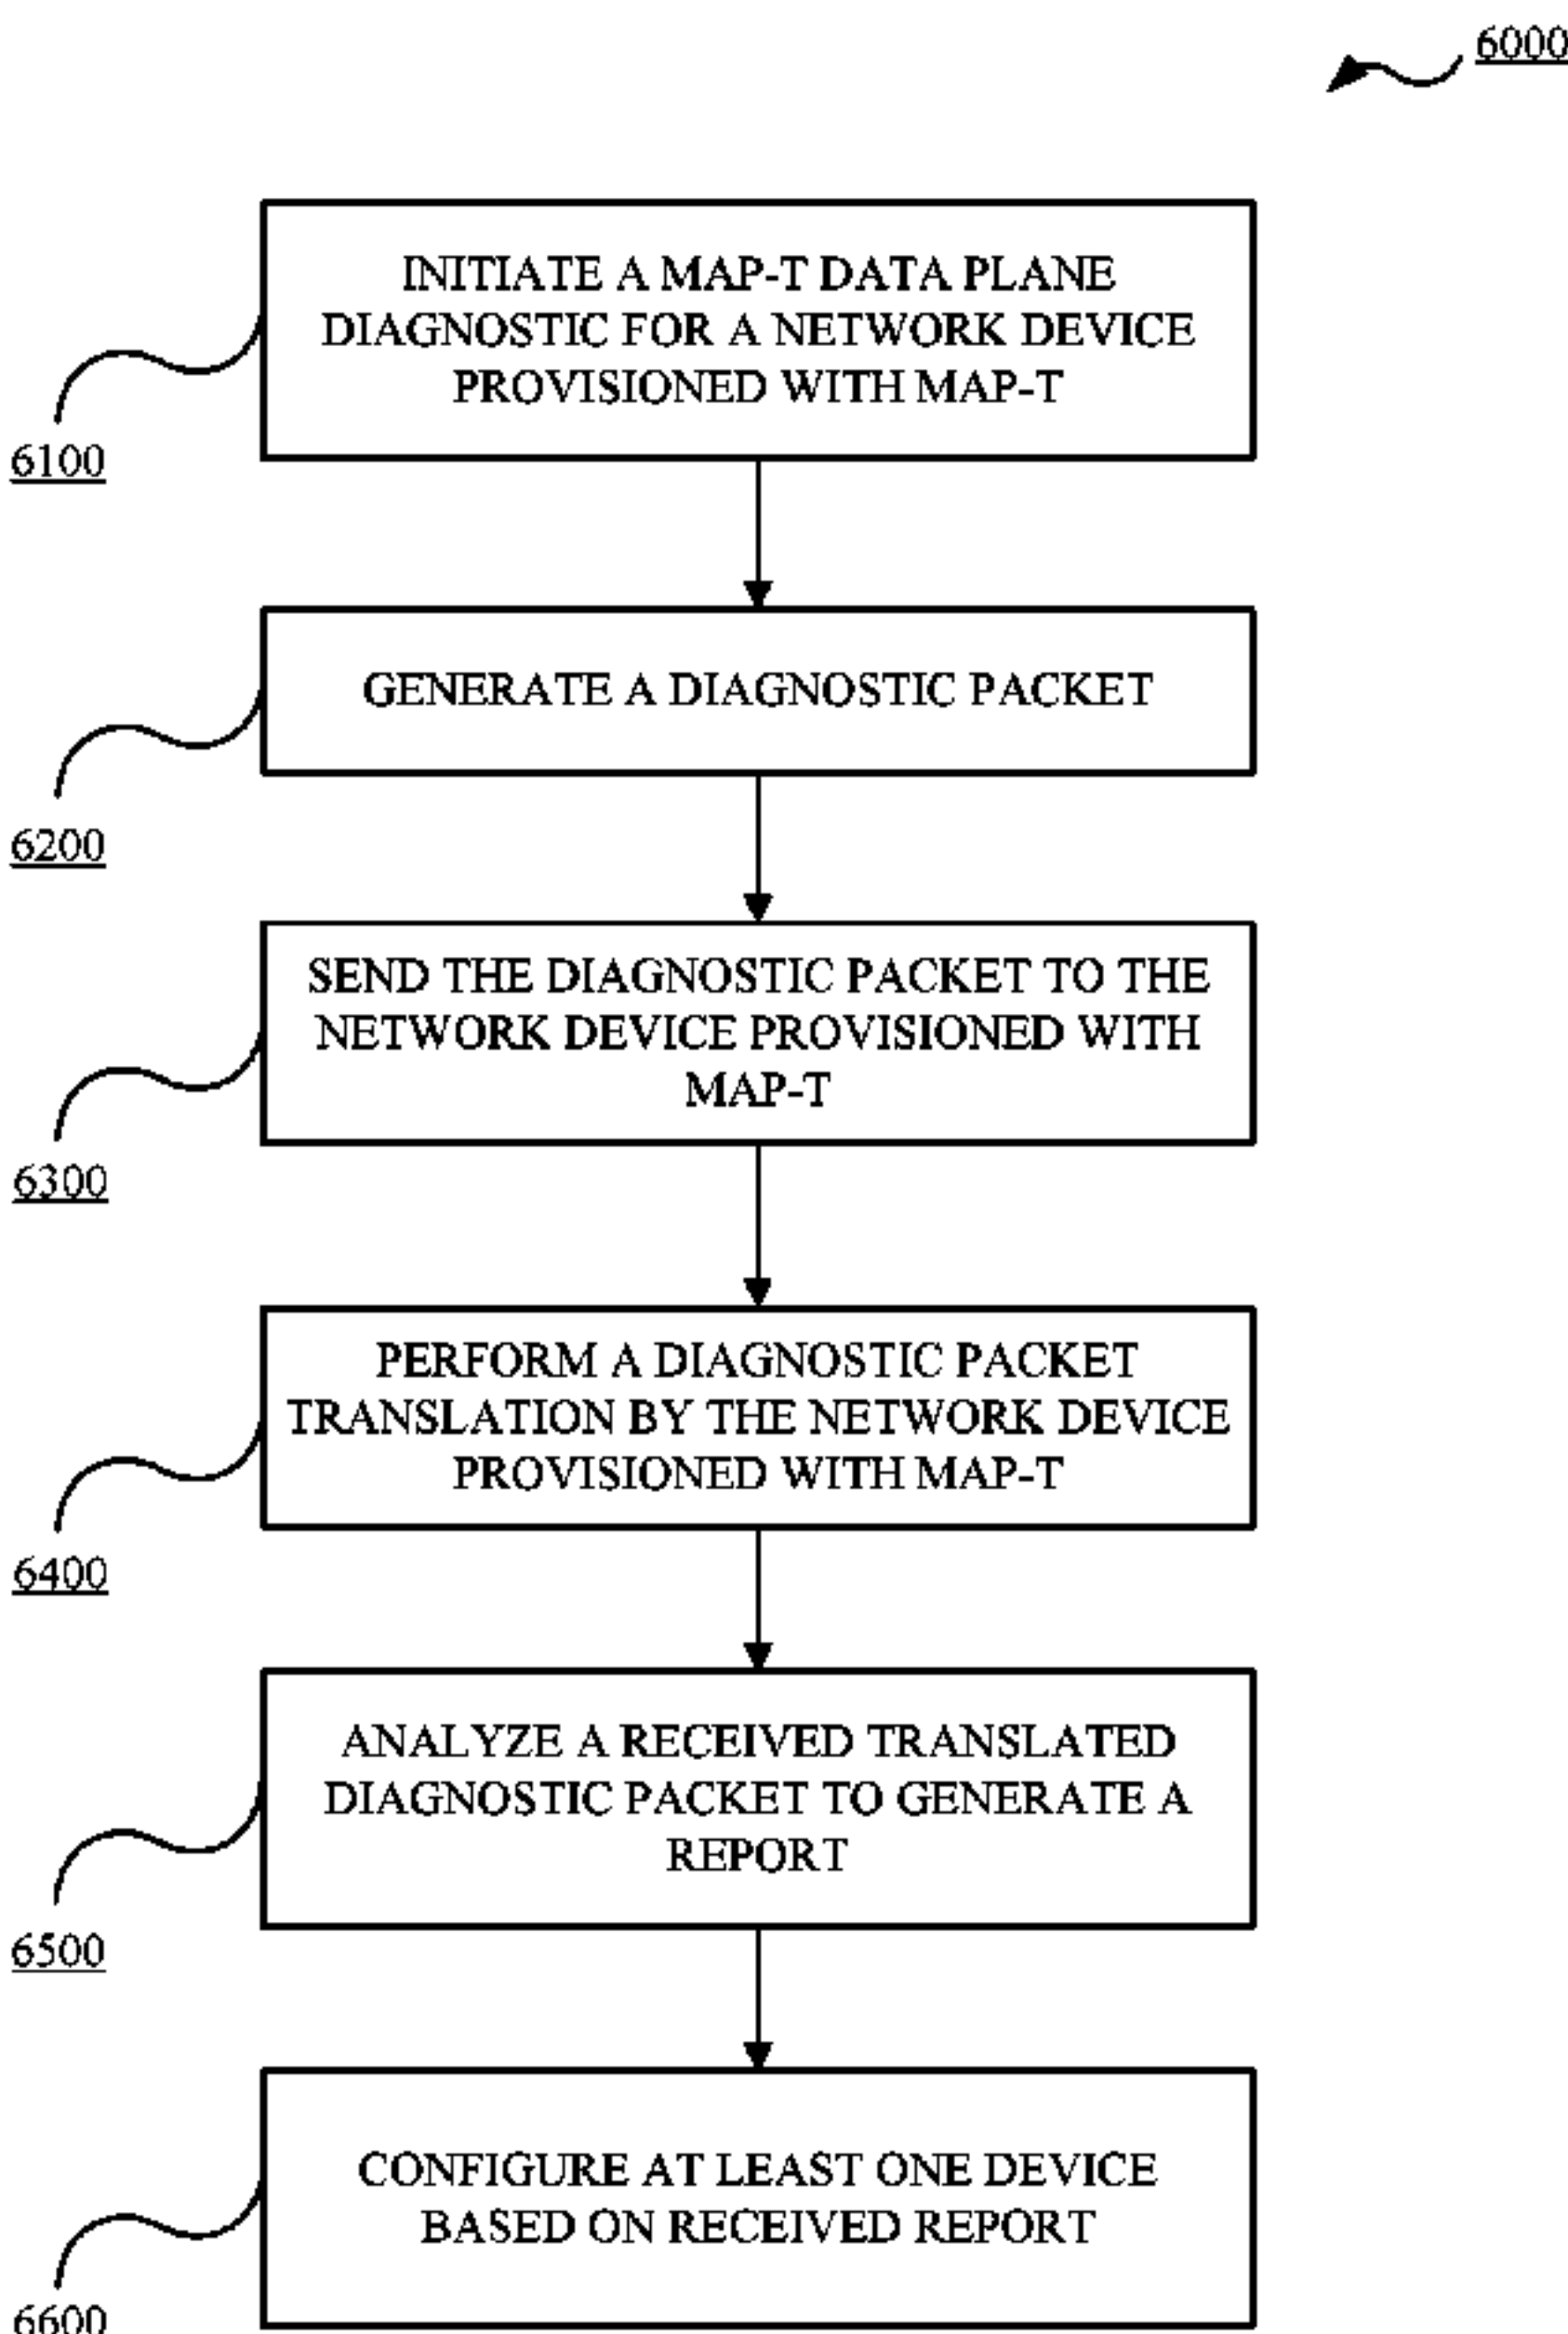 6000
INITIATE A MAP-T DATA PLANE
DIAGNOSTIC FOR A NETWORK DEVICE
PROVISIONED WITH MAP-T
6100
GENERATE A DIAGNOSTIC PACKET
6200
SEND THE DIAGNOSTIC PACKET TO THE
NETWORK DEVICE PROVISIONED WITH
MAP-T
6300
PERFORM A DIAGNOSTIC PACKET
TRANSLATION BY THE NETWORK DEVICE
PROVISIONED WITH MAP-T
6400
ANALYZE A RECEIVED TRANSLATED
DIAGNOSTIC PACKET TO GENERATE A
REPORT
6500
CONFIGURE AT LEAST ONE DEVICE
BASED ON RECEIVED REPORT
6600